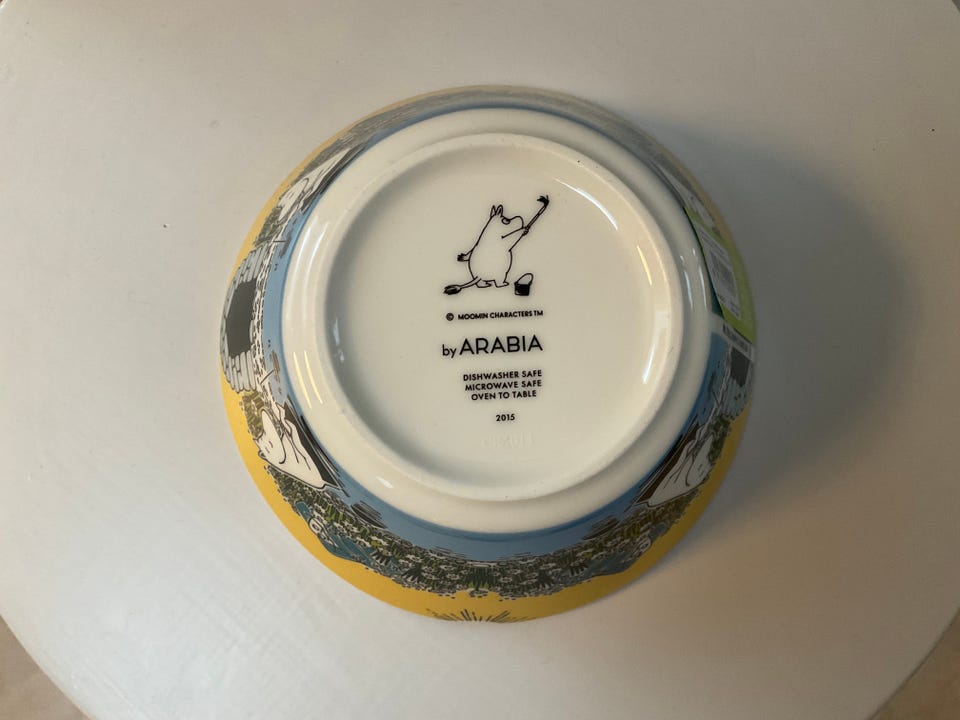 © MOOMIN CHARACTERS TM
by ARABIA
DISHWASHER SAFE
MICROWAVE SAFE
OVEN TO TABLE
2015